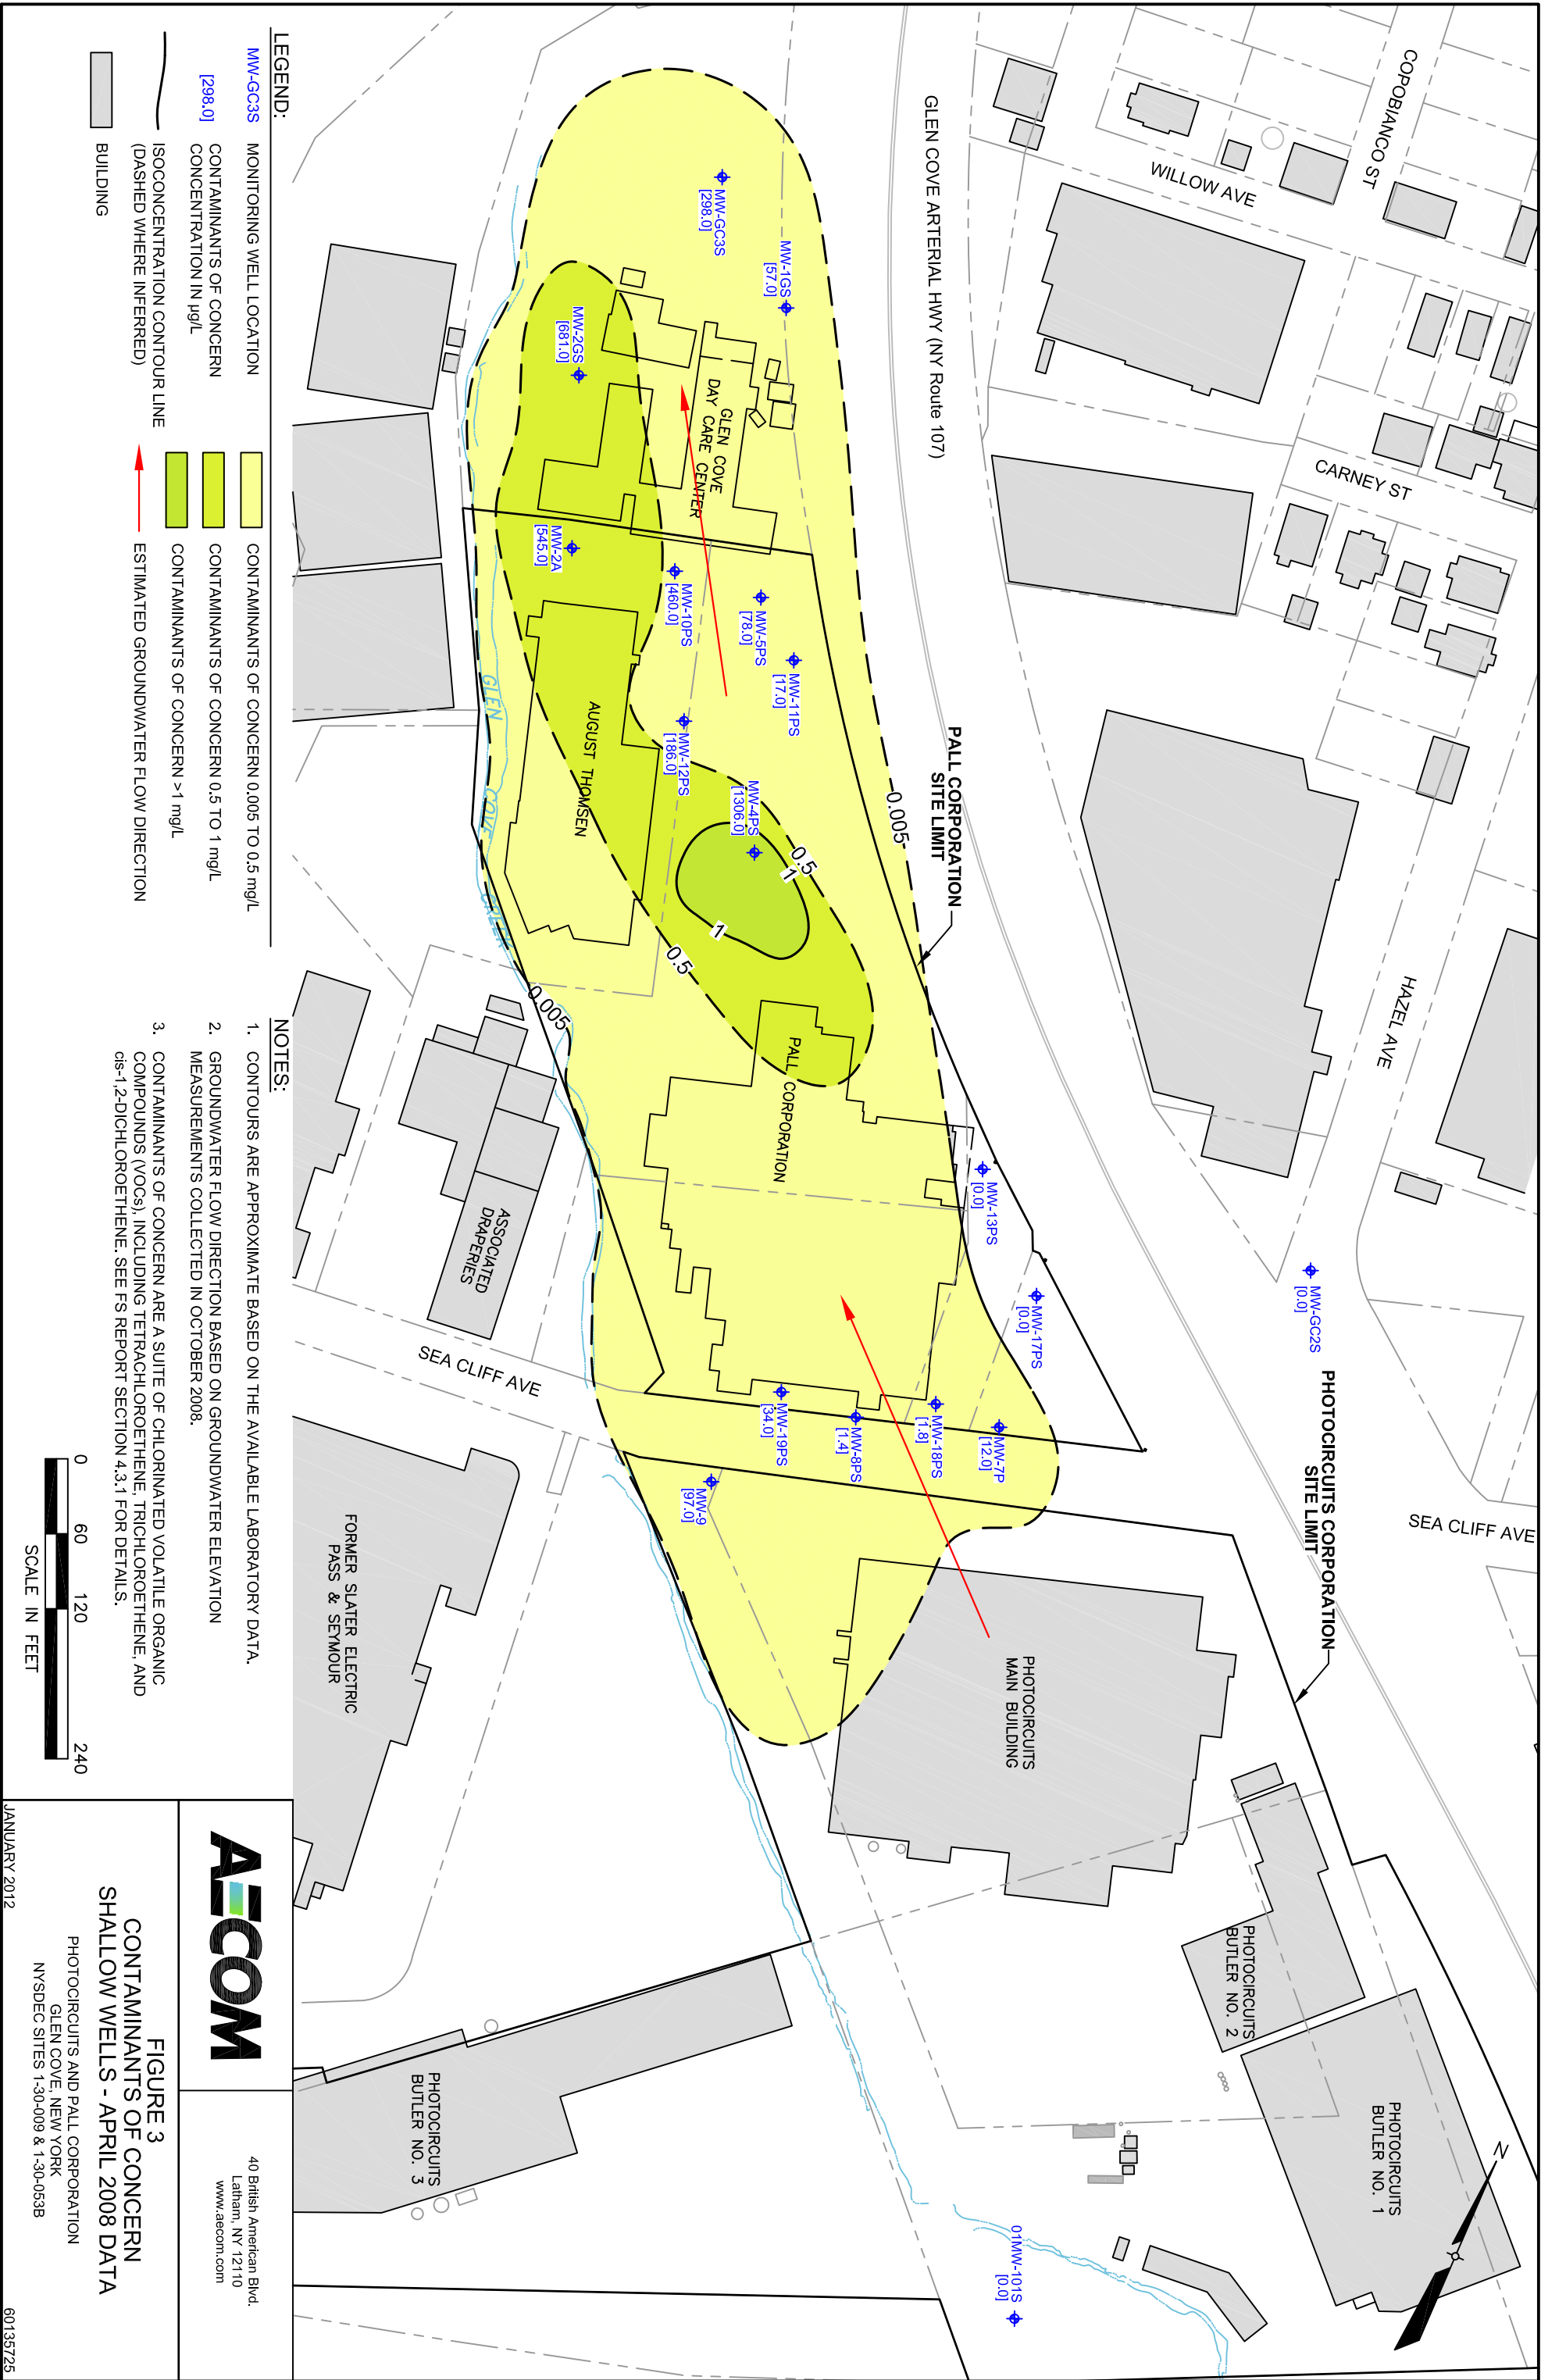 COPOBIANCO ST
WILLOW AVE
CARNEY ST
HAZEL AVE
SEA CLIFF AVE
GLEN COVE ARTERIAL HWY (NY Route 107)
PALL CORPORATION
SITE LIMIT
PHOTOCIRCUITS CORPORATION
SITE LIMIT
MW-GC2S
[0.0]
MW-GC3S
[298.0]
MW-1GS
[57.0]
MW-2GS
[681.0]
GLEN COVE
DAY CARE CENTER
MW-2A
[545.0]
MW-10PS
[460.0]
MW-5PS
[78.0]
MW-11PS
[17.0]
MW-12PS
[186.0]
MW-4PS
[1306.0]
0.005
0.5
1
1
0.5
0.005
AUGUST THOMSEN
GLEN COVE CREEK
PALL CORPORATION
MW-13PS
[0.0]
MW-17PS
[0.0]
MW-7P
[12.0]
MW-18PS
[1.8]
MW-8PS
[1.4]
MW-19PS
[34.0]
MW-9
[97.0]
ASSOCIATED
DRAPERIES
SEA CLIFF AVE
FORMER SLATER ELECTRIC
PASS & SEYMOUR
PHOTOCIRCUITS
MAIN BUILDING
PHOTOCIRCUITS
BUTLER NO. 2
PHOTOCIRCUITS
BUTLER NO. 1
PHOTOCIRCUITS
BUTLER NO. 3
01MW-101S
[0.0]
N
LEGEND:
MW-GC3S MONITORING WELL LOCATION
[298.0] CONTAMINANTS OF CONCERN
CONCENTRATION IN µg/L
ISOCONCENTRATION CONTOUR LINE
(DASHED WHERE INFERRED)
BUILDING
CONTAMINANTS OF CONCERN 0.005 TO 0.5 mg/L
CONTAMINANTS OF CONCERN 0.5 TO 1 mg/L
CONTAMINANTS OF CONCERN >1 mg/L
ESTIMATED GROUNDWATER FLOW DIRECTION
NOTES:
1. CONTOURS ARE APPROXIMATE BASED ON THE AVAILABLE LABORATORY DATA.
2. GROUNDWATER FLOW DIRECTION BASED ON GROUNDWATER ELEVATION
MEASUREMENTS COLLECTED IN OCTOBER 2008.
3. CONTAMINANTS OF CONCERN ARE A SUITE OF CHLORINATED VOLATILE ORGANIC
COMPOUNDS (VOCs), INCLUDING TETRACHLOROETHENE, TRICHLOROETHENE, AND
cis-1,2-DICHLOROETHENE. SEE FS REPORT SECTION 4.3.1 FOR DETAILS.
0 60 120 240
SCALE IN FEET
AECOM
40 British American Blvd.
Latham, NY 12110
www.aecom.com
FIGURE 3
CONTAMINANTS OF CONCERN
SHALLOW WELLS - APRIL 2008 DATA
PHOTOCIRCUITS AND PALL CORPORATION
GLEN COVE, NEW YORK
NYSDEC SITES 1-30-009 & 1-30-053B
JANUARY 2012
60135725